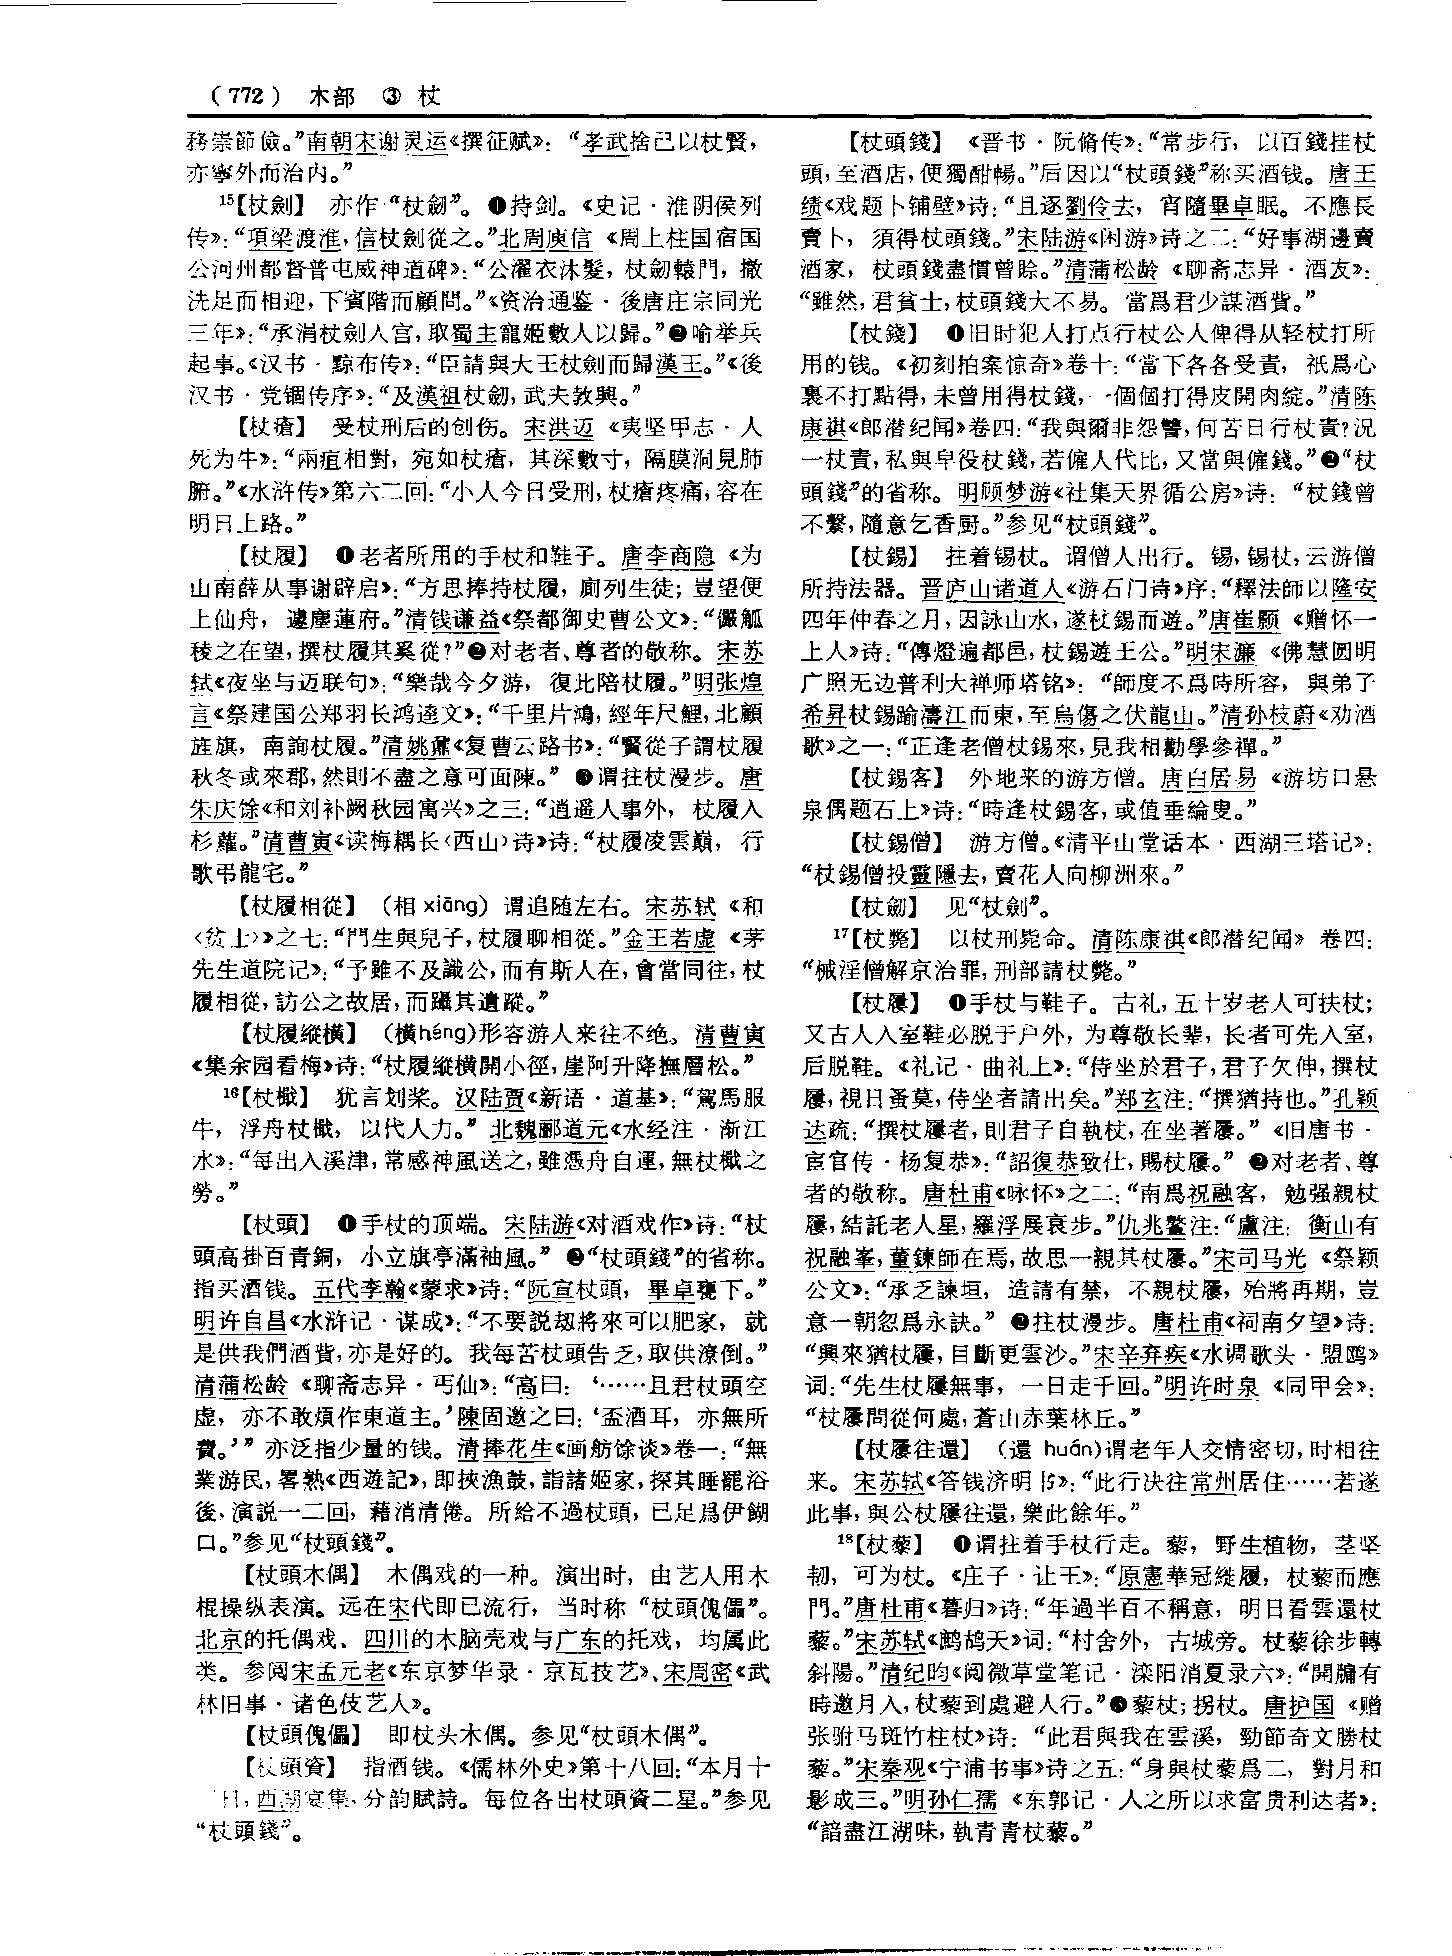 (772) 木部 ③ 杖
務崇節儉。”南朝宋谢灵运《撰征赋》：“孝武捨已以杖賢，
亦寧外而治内。”
15【杖劍】 亦作“杖劒”。❶持剑。《史记·淮阴侯列
传》：“項梁渡淮，信杖劍從之。”北周庾信《周上柱国宿国
公河州都督普屯威神道碑》：“公濯衣沐髮，杖劒轅門，撤
洗足而相迎，下賓階而顧問。”《资治通鉴·後唐庄宗同光
三年》：“承涓杖劍入宫，取蜀主寵姬數人以歸。”❷喻举兵
起事。《汉书·黥布传》：“臣請與大王杖劍而歸漢王。”《後
汉书·党锢传序》：“及漢祖杖劒，武夫敦興。”
【杖瘡】 受杖刑后的创伤。宋洪迈《夷坚甲志·人
死为牛》：“兩疽相對，宛如杖瘡，其深數寸，隔膜洞見肺
腑。”《水浒传》第六二回：“小人今日受刑，杖瘡疼痛，容在
明日上路。”
【杖履】 ❶老者所用的手杖和鞋子。唐李商隐《为
山南薛从事谢辟启》：“方思捧持杖履，廁列生徒；豈望便
上仙舟，遽塵蓮府。”清钱谦益《祭都御史曹公文》：“儼觚
稜之在望，撰杖履其奚從？”❷对老者、尊者的敬称。宋苏
轼《夜坐与迈联句》：“樂哉今夕游，復此陪杖履。”明张煌
言《祭建国公郑羽长鸿逵文》：“千里片鴻，經年尺鯉，北顧
旌旗，南詢杖履。”清姚鼐《复曹云路书》：“賢從子謂杖履
秋冬或來郡，然則不盡之意可面陳。”❸谓拄杖漫步。唐
朱庆馀《和刘补阙秋园寓兴》之三：“逍遥人事外，杖履入
杉蘿。”清曹寅《读梅耦长〈西山〉诗》诗：“杖履凌雲巔，行
歌弔龍宅。”
【杖履相從】 （相 xiāng）谓追随左右。宋苏轼《和
〈贫士〉》之七：“門生與兒子，杖履聊相從。”金王若虚《茅
先生道院记》：“予雖不及識公，而有斯人在，會當同往，杖
履相從，訪公之故居，而躡其遺蹤。”
【杖履縱横】 （横héng）形容游人来往不绝。清曹寅
《集余园看梅》诗：“杖履縱横開小徑，崖阿升降撫層松。”
16【杖檝】 犹言划桨。汉陆贾《新语·道基》：“駕馬服
牛，浮舟杖檝，以代人力。”北魏郦道元《水经注·渐江
水》：“每出入溪津，常感神風送之，雖憑舟自運，無杖檝之
勞。”
【杖頭】 ❶手杖的顶端。宋陆游《对酒戏作》诗：“杖
頭高掛百青銅，小立旗亭滿袖風。”❷“杖頭錢”的省称。
指买酒钱。五代李瀚《蒙求》诗：“阮宣杖頭，畢卓甕下。”
明许自昌《水浒记·谋成》：“不要説刼將來可以肥家，就
是供我們酒貲，亦是好的。我每苦杖頭告乏，取供潦倒。”
清蒲松龄《聊斋志异·丐仙》：“高曰：‘……且君杖頭空
虚，亦不敢煩作東道主。’陳固邀之曰：‘盃酒耳，亦無所
費。’”亦泛指少量的钱。清捧花生《画舫馀谈》卷一：“無
業游民，畧熟《西遊記》，即挾漁鼓，詣諸姬家，探其睡罷浴
後，演説一二回，藉消清倦。所給不過杖頭，已足爲伊餬
口。”参见“杖頭錢”。
【杖頭木偶】 木偶戏的一种。演出时，由艺人用木
棍操纵表演。远在宋代即已流行，当时称“杖頭傀儡”。
北京的托偶戏、四川的木脑壳戏与广东的托戏，均属此
类。参阅宋孟元老《东京梦华录·京瓦技艺》、宋周密《武
林旧事·诸色伎艺人》。
【杖頭傀儡】 即杖头木偶。参见“杖頭木偶”。
【杖頭資】 指酒钱。《儒林外史》第十八回：“本月十
日，西湖宴集，分韵賦詩。每位各出杖頭資二星。”参见
“杖頭錢”。
【杖頭錢】 《晋书·阮脩传》：“常步行，以百錢挂杖
頭，至酒店，便獨酣暢。”后因以“杖頭錢”称买酒钱。唐王
绩《戏题卜铺壁》诗：“且逐劉伶去，宵隨畢卓眠。不應長
賣卜，須得杖頭錢。”宋陆游《闲游》诗之二：“好事湖邊賣
酒家，杖頭錢盡慣曾賒。”清蒲松龄《聊斋志异·酒友》：
“雖然，君貧士，杖頭錢大不易。當爲君少謀酒貲。”
【杖錢】 ❶旧时犯人打点行杖公人俾得从轻杖打所
用的钱。《初刻拍案惊奇》卷十：“當下各各受責，祇爲心
裏不打點得，未曾用得杖錢，一個個打得皮開肉綻。”清陈
康祺《郎潜纪闻》卷四：“我與爾非怨讐，何苦日行杖責？况
一杖責，私與皁役杖錢，若僱人代比，又當與僱錢。”❷“杖
頭錢”的省称。明顾梦游《社集天界循公房》诗：“杖錢曾
不繫，隨意乞香厨。”参见“杖頭錢”。
【杖錫】 拄着锡杖。谓僧人出行。锡，锡杖，云游僧
所持法器。晋庐山诸道人《游石门诗》序：“釋法師以隆安
四年仲春之月，因詠山水，遂杖錫而遊。”唐崔颢《赠怀一
上人》诗：“傳燈遍都邑，杖錫遊王公。”明宋濂《佛慧圆明
广照无边普利大禅师塔铭》：“師度不爲時所容，與弟子
希昇杖錫踰濤江而東，至烏傷之伏龍山。”清孙枝蔚《劝酒
歌》之一：“正逢老僧杖錫來，見我相勸學參禪。”
【杖錫客】 外地来的游方僧。唐白居易《游坊口悬
泉偶题石上》诗：“時逢杖錫客，或值垂綸叟。”
【杖錫僧】 游方僧。《清平山堂话本·西湖三塔记》：
“杖錫僧投靈隱去，賣花人向柳洲來。”
【杖劒】 见“杖劍”。
17【杖斃】 以杖刑毙命。清陈康祺《郎潜纪闻》卷四：
“械淫僧解京治罪，刑部請杖斃。”
【杖屨】 ❶手杖与鞋子。古礼，五十岁老人可扶杖；
又古人入室鞋必脱于户外，为尊敬长辈，长者可先入室，
后脱鞋。《礼记·曲礼上》：“侍坐於君子，君子欠伸，撰杖
屨，視日蚤莫，侍坐者請出矣。”郑玄注：“撰猶持也。”孔颖
达疏：“撰杖屨者，則君子自執杖，在坐著屨。”《旧唐书·
宦官传·杨复恭》：“詔復恭致仕，賜杖屨。”❷对老者、尊
者的敬称。唐杜甫《咏怀》之二：“南爲祝融客，勉强親杖
屨，結託老人星，羅浮展衰步。”仇兆鳌注：“盧注：衡山有
祝融峯，董鍊師在焉，故思一親其杖屨。”宋司马光《祭颖
公文》：“承乏諫垣，造請有禁，不親杖屨，殆將再期，豈
意一朝忽爲永訣。”❸拄杖漫步。唐杜甫《祠南夕望》诗：
“興來猶杖屨，目斷更雲沙。”宋辛弃疾《水调歌头·盟鸥》
词：“先生杖屨無事，一日走千回。”明许时泉《同甲会》：
“杖屨問從何處，蒼山赤葉林丘。”
【杖屨往還】 （還 huán）谓老年人交情密切，时相往
来。宋苏轼《答钱济明书》：“此行决往常州居住……若遂
此事，與公杖屨往還，樂此餘年。”
18【杖藜】 ❶谓拄着手杖行走。藜，野生植物，茎坚
韧，可为杖。《庄子·让王》：“原憲華冠縰履，杖藜而應
門。”唐杜甫《暮归》诗：“年過半百不稱意，明日看雲還杖
藜。”宋苏轼《鹧鸪天》词：“村舍外，古城旁。杖藜徐步轉
斜陽。”清纪昀《阅微草堂笔记·滦阳消夏录六》：“開牖有
時邀月入，杖藜到處避人行。”❷藜杖；拐杖。唐护国《赠
张驸马斑竹柱杖》诗：“此君與我在雲溪，勁節奇文勝杖
藜。”宋秦观《宁浦书事》诗之五：“身與杖藜爲二，對月和
影成三。”明孙仁孺《东郭记·人之所以求富贵利达者》：
“諳盡江湖味，執青青杖藜。”